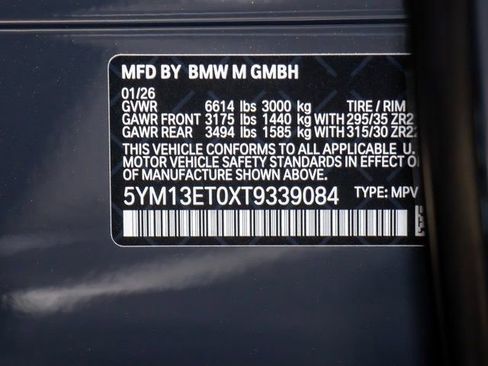 MFD BY BMW M GMBH
01/26
GVWR 6614 lbs 3000 kg TIRE / RIM
GAWR FRONT 3175 lbs 1440 kg WITH 295/35 ZR2
GAWR REAR 3494 lbs 1585 kg WITH 315/30 ZR22
THIS VEHICLE CONFORMS TO ALL APPLICABLE U.
MOTOR VEHICLE SAFETY STANDARDS IN EFFECT O
OF MANUFACTURE SHOWN ABOVE.
5YM13ET0XT9339084 TYPE: MPV